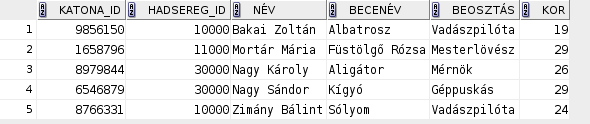 KATONA_ID HADSEREG_ID NÉV BECENÉV BEOSZTÁS KOR
1 9856150 10000 Bakai Zoltán Albatrosz Vadászpilóta 19
2 1658796 11000 Mortár Mária Füstölgő Rózsa Mesterlövész 29
3 8979844 30000 Nagy Károly Aligátor Mérnök 26
4 6546879 30000 Nagy Sándor Kígyó Géppuskás 29
5 8766331 10000 Zimány Bálint Sólyom Vadászpilóta 24